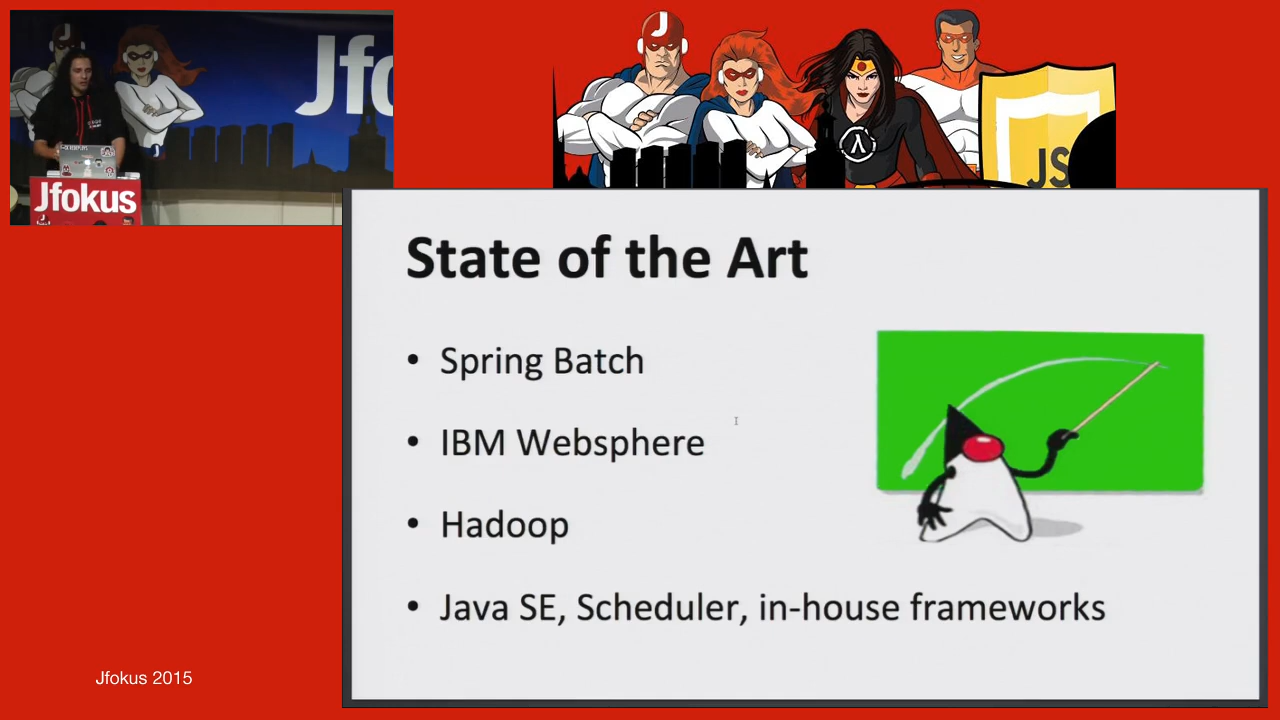 Jfo
Jfokus
J
JS
State of the Art
• Spring Batch
• IBM Websphere
• Hadoop
• Java SE, Scheduler, in-house frameworks
Jfokus 2015